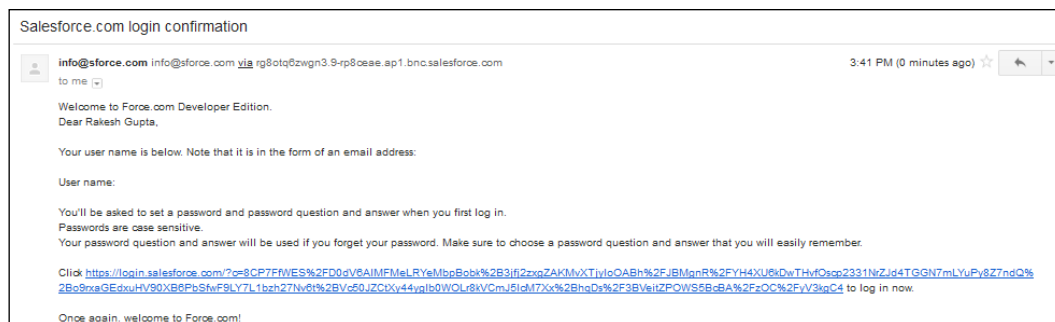 Salesforce.com login confirmation
info@sforce.com info@sforce.com via rg8otq6zwgn3.9-rp8ceae.ap1.bnc.salesforce.com 3:41 PM (0 minutes ago)
to me
Welcome to Force.com Developer Edition.
Dear Rakesh Gupta,
Your user name is below. Note that it is in the form of an email address:
User name:
You'll be asked to set a password and password question and answer when you first log in.
Passwords are case sensitive.
Your password question and answer will be used if you forget your password. Make sure to choose a password question and answer that you will easily remember.
Click https://login.salesforce.com/?c=8CP7FfWES%2FD0dV6AIMFMeLRYeMbpBobk%2B3jfj2zxgZAKMvXTjyIoOABh%2FJBMgnR%2FYH4XU6kDwTHvfOscp2331NrZJd4TGGN7mLYuPy8Z7ndQ%
2Bo9rxaGEdxuHV90XB6PbSfwF9LY7L1bzh27Nv6t%2BVc50JZCtXy44ygIb0WOLr8kVCmJ5IcM7Xx%2BhqDs%2F3BVeitZPOWS5BcBA%2FzOC%2FyV3kgC4 to log in now.
Once again, welcome to Force.com!